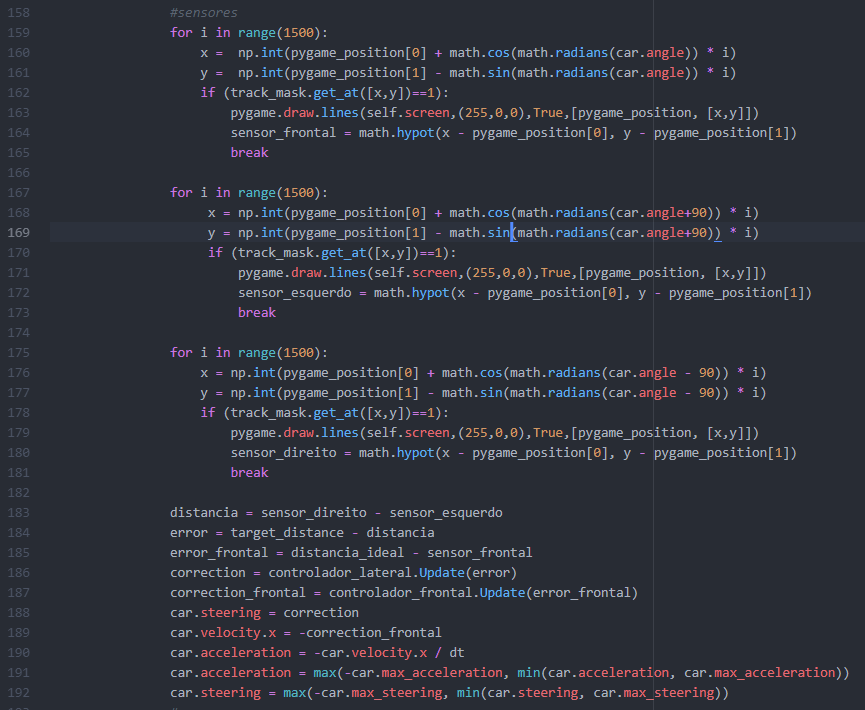 158 #sensores
159 for i in range(1500):
160 x =  np.int(pygame_position[0] + math.cos(math.radians(car.angle)) * i)
161 y =  np.int(pygame_position[1] - math.sin(math.radians(car.angle)) * i)
162 if (track_mask.get_at([x,y])==1):
163 pygame.draw.lines(self.screen,(255,0,0),True,[pygame_position, [x,y]])
164 sensor_frontal = math.hypot(x - pygame_position[0], y - pygame_position[1])
165 break
166
167 for i in range(1500):
168 x = np.int(pygame_position[0] + math.cos(math.radians(car.angle+90)) * i)
169 y = np.int(pygame_position[1] - math.sin(math.radians(car.angle+90)) * i)
170 if (track_mask.get_at([x,y])==1):
171 pygame.draw.lines(self.screen,(255,0,0),True,[pygame_position, [x,y]])
172 sensor_esquerdo = math.hypot(x - pygame_position[0], y - pygame_position[1])
173 break
174
175 for i in range(1500):
176 x = np.int(pygame_position[0] + math.cos(math.radians(car.angle - 90)) * i)
177 y = np.int(pygame_position[1] - math.sin(math.radians(car.angle - 90)) * i)
178 if (track_mask.get_at([x,y])==1):
179 pygame.draw.lines(self.screen,(255,0,0),True,[pygame_position, [x,y]])
180 sensor_direito = math.hypot(x - pygame_position[0], y - pygame_position[1])
181 break
182
183 distancia = sensor_direito - sensor_esquerdo
184 error = target_distance - distancia
185 error_frontal = distancia_ideal - sensor_frontal
186 correction = controlador_lateral.Update(error)
187 correction_frontal = controlador_frontal.Update(error_frontal)
188 car.steering = correction
189 car.velocity.x = -correction_frontal
190 car.acceleration = -car.velocity.x / dt
191 car.acceleration = max(-car.max_acceleration, min(car.acceleration, car.max_acceleration))
192 car.steering = max(-car.max_steering, min(car.steering, car.max_steering))